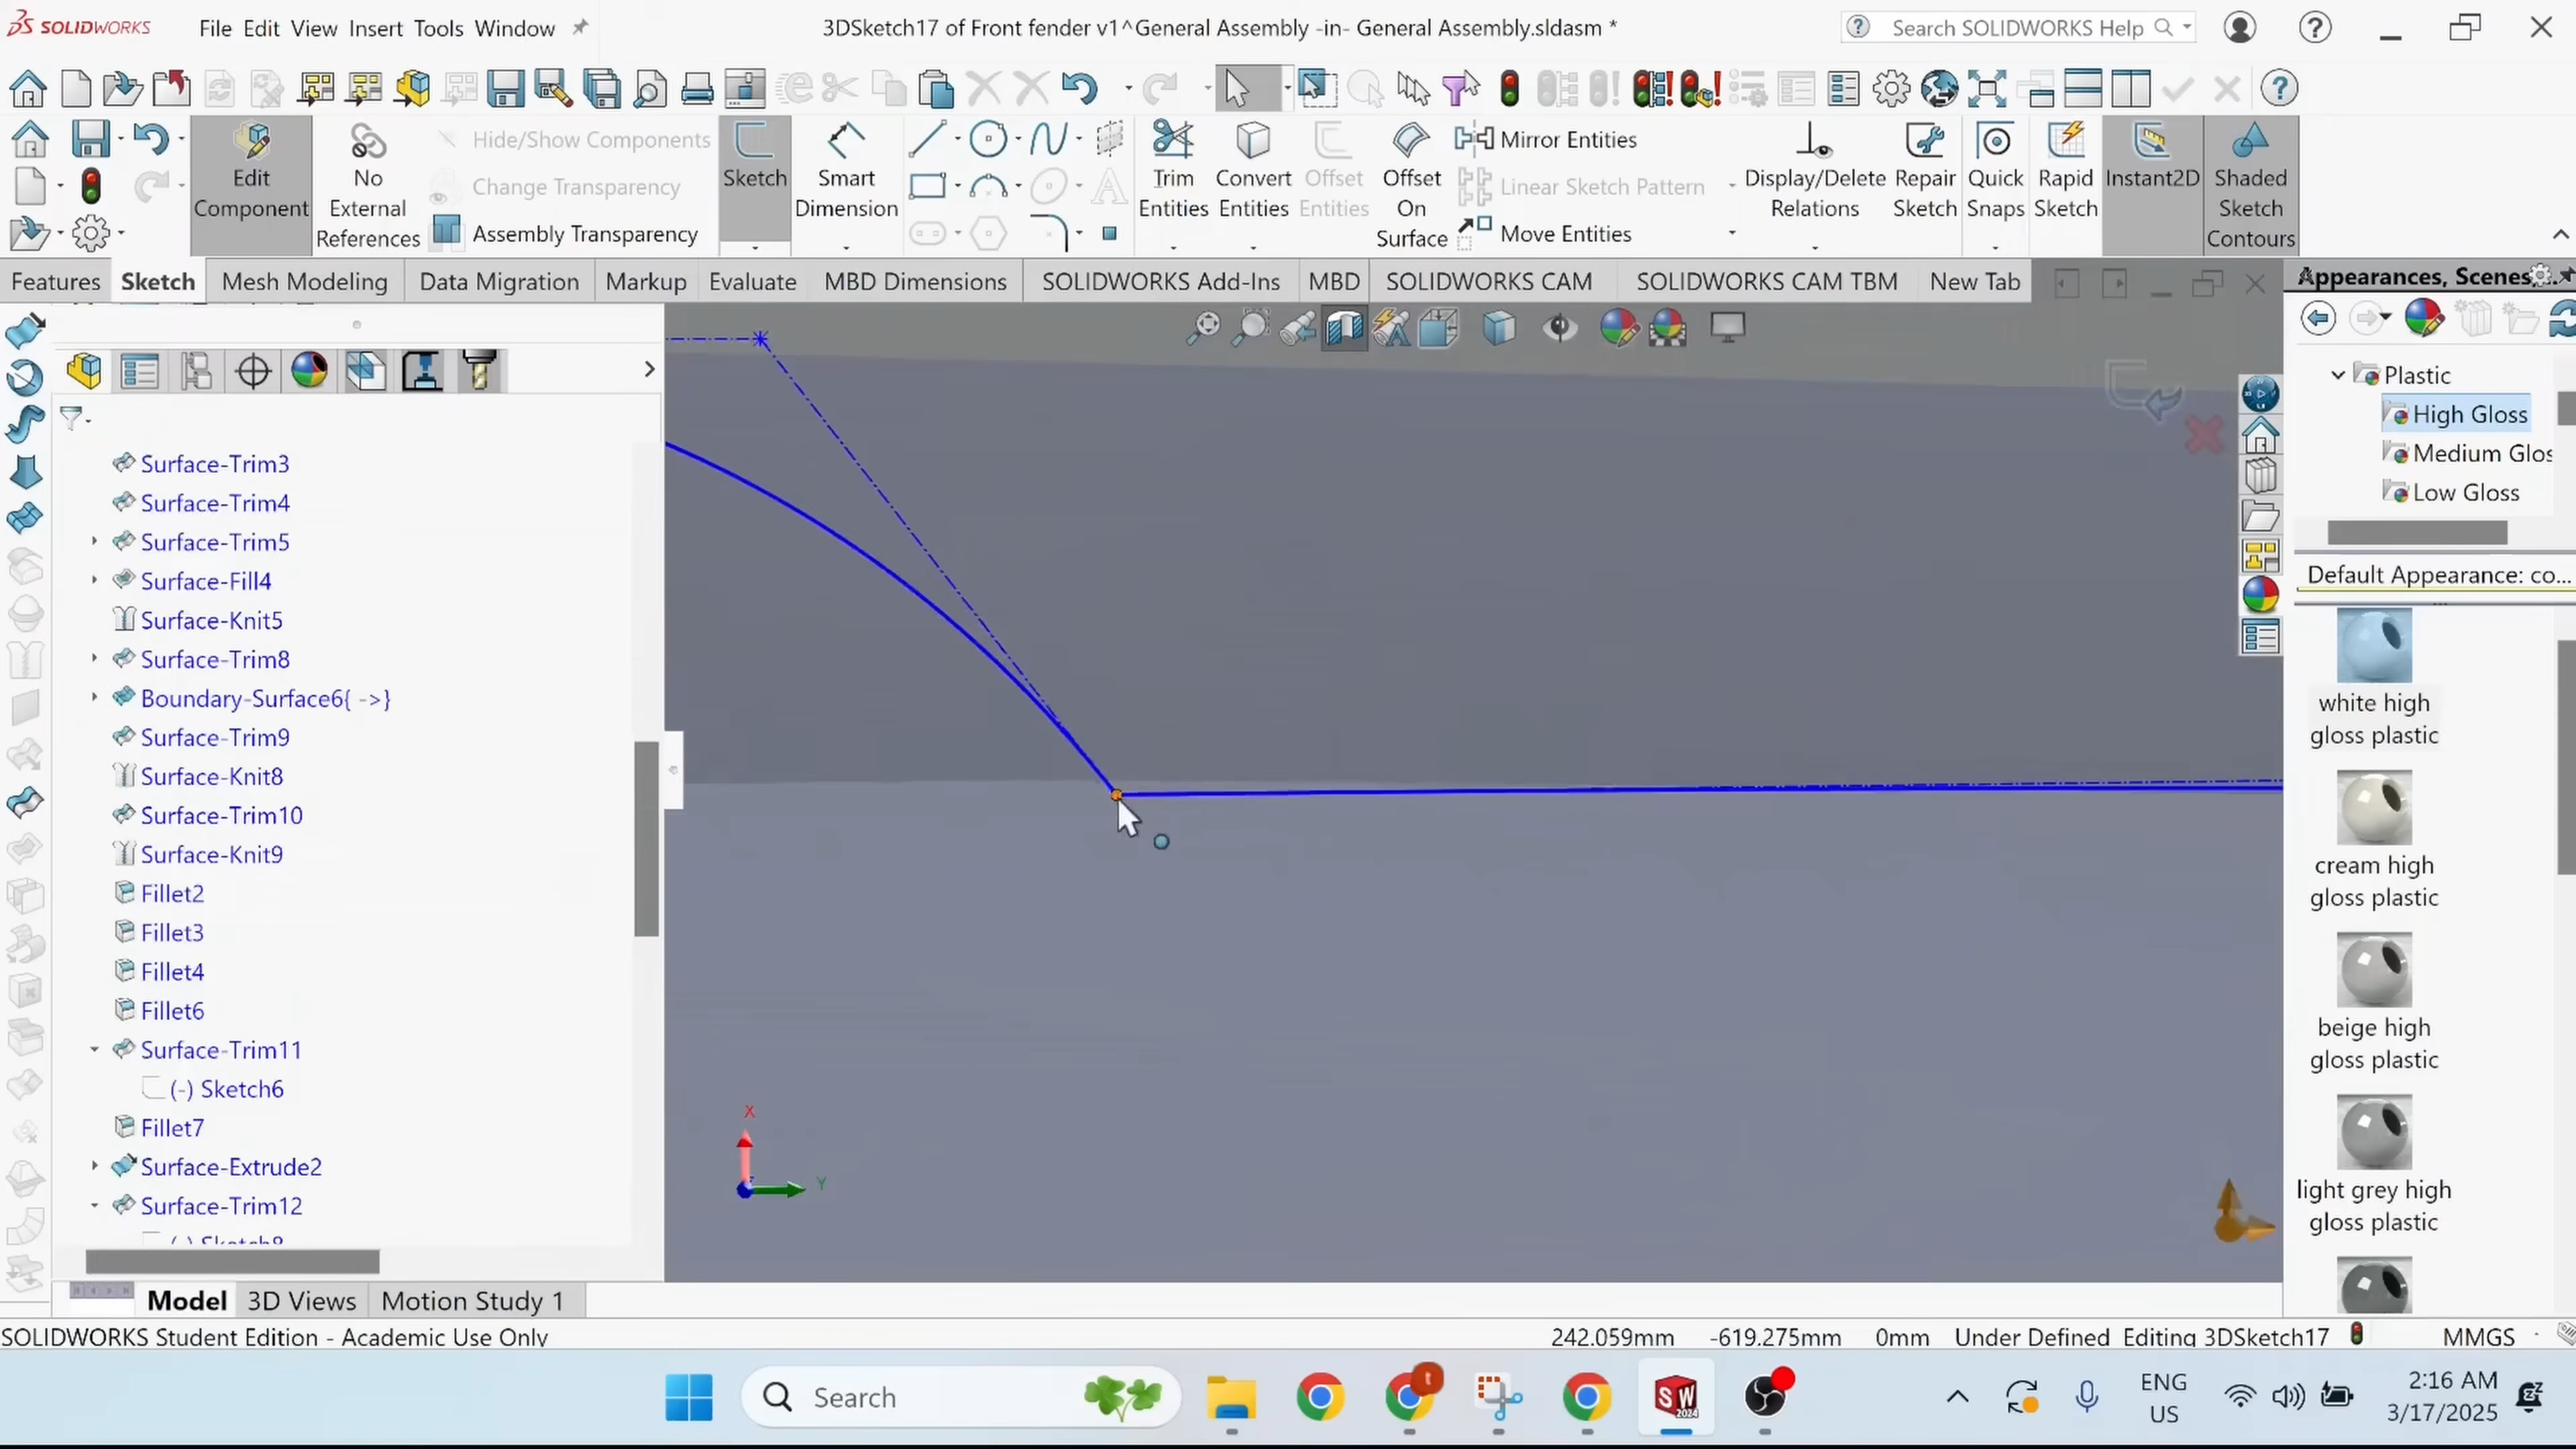 SOLIDWORKS
File Edit View Insert Tools Window
3DSketch17 of Front fender v1^General Assembly -in- General Assembly.sldasm *
Search SOLIDWORKS Help
Edit Component
No External References
Hide/Show Components
Change Transparency
Assembly Transparency
Sketch
Smart Dimension
Trim Entities
Convert Entities
Offset Entities
Offset On Surface
Mirror Entities
Linear Sketch Pattern
Move Entities
Display/Delete Relations
Repair Sketch
Quick Snaps
Rapid Sketch
Instant2D
Shaded Sketch Contours
Features Sketch Mesh Modeling Data Migration Markup Evaluate MBD Dimensions SOLIDWORKS Add-Ins MBD SOLIDWORKS CAM SOLIDWORKS CAM TBM New Tab
Appearances, Scenes,
Plastic
High Gloss
Medium Glos
Low Gloss
Default Appearance: co...
white high gloss plastic
cream high gloss plastic
beige high gloss plastic
light grey high gloss plastic
Surface-Trim3
Surface-Trim4
Surface-Trim5
Surface-Fill4
Surface-Knit5
Surface-Trim8
Boundary-Surface6{ ->}
Surface-Trim9
Surface-Knit8
Surface-Trim10
Surface-Knit9
Fillet2
Fillet3
Fillet4
Fillet6
Surface-Trim11
(-) Sketch6
Fillet7
Surface-Extrude2
Surface-Trim12
(-) Sketch8
X
Y
Model 3D Views Motion Study 1
SOLIDWORKS Student Edition - Academic Use Only
242.059mm -619.275mm 0mm Under Defined Editing 3DSketch17 MMGS
Search
SW
2024
ENG
US
2:16 AM
3/17/2025